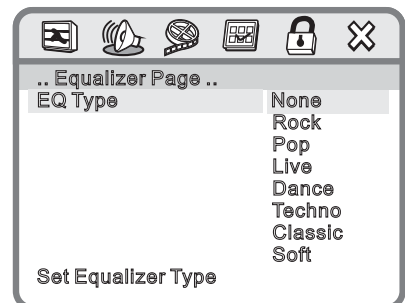 .. Equalizer Page ..
EQ Type None
Rock
Pop
Live
Dance
Techno
Classic
Soft
Set Equalizer Type